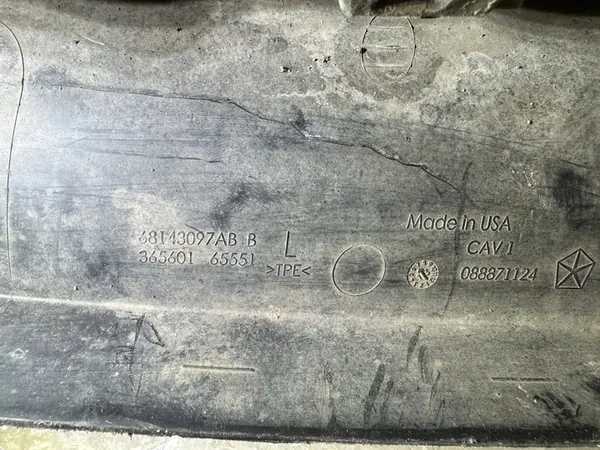 68143097AB B
365601 65551
L
>TPE<
Made in USA
CAV 1
088871124